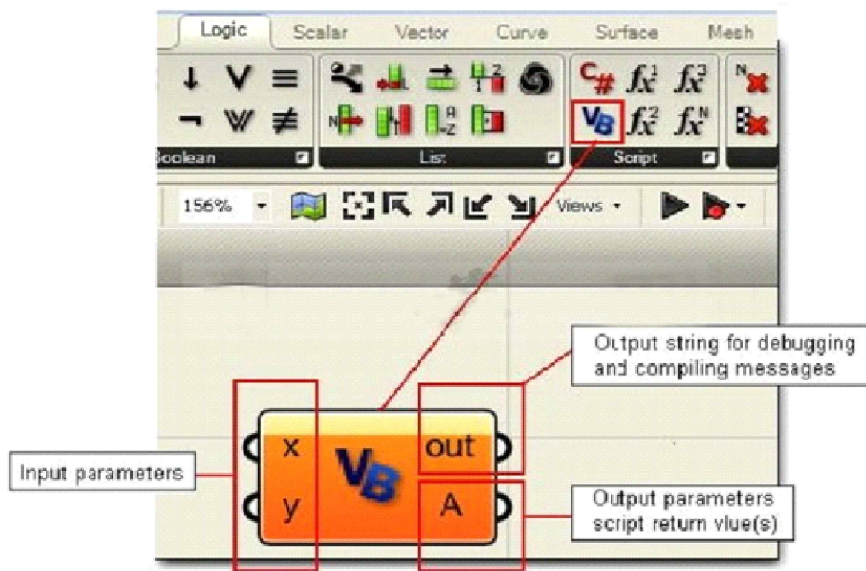 Logic Scalar Vector Curve Surface Mesh
Boolean List Script
156% Views
Output string for debugging
and compiling messages
Input parameters
x out
VB
y A
Output parameters
script return vlue(s)